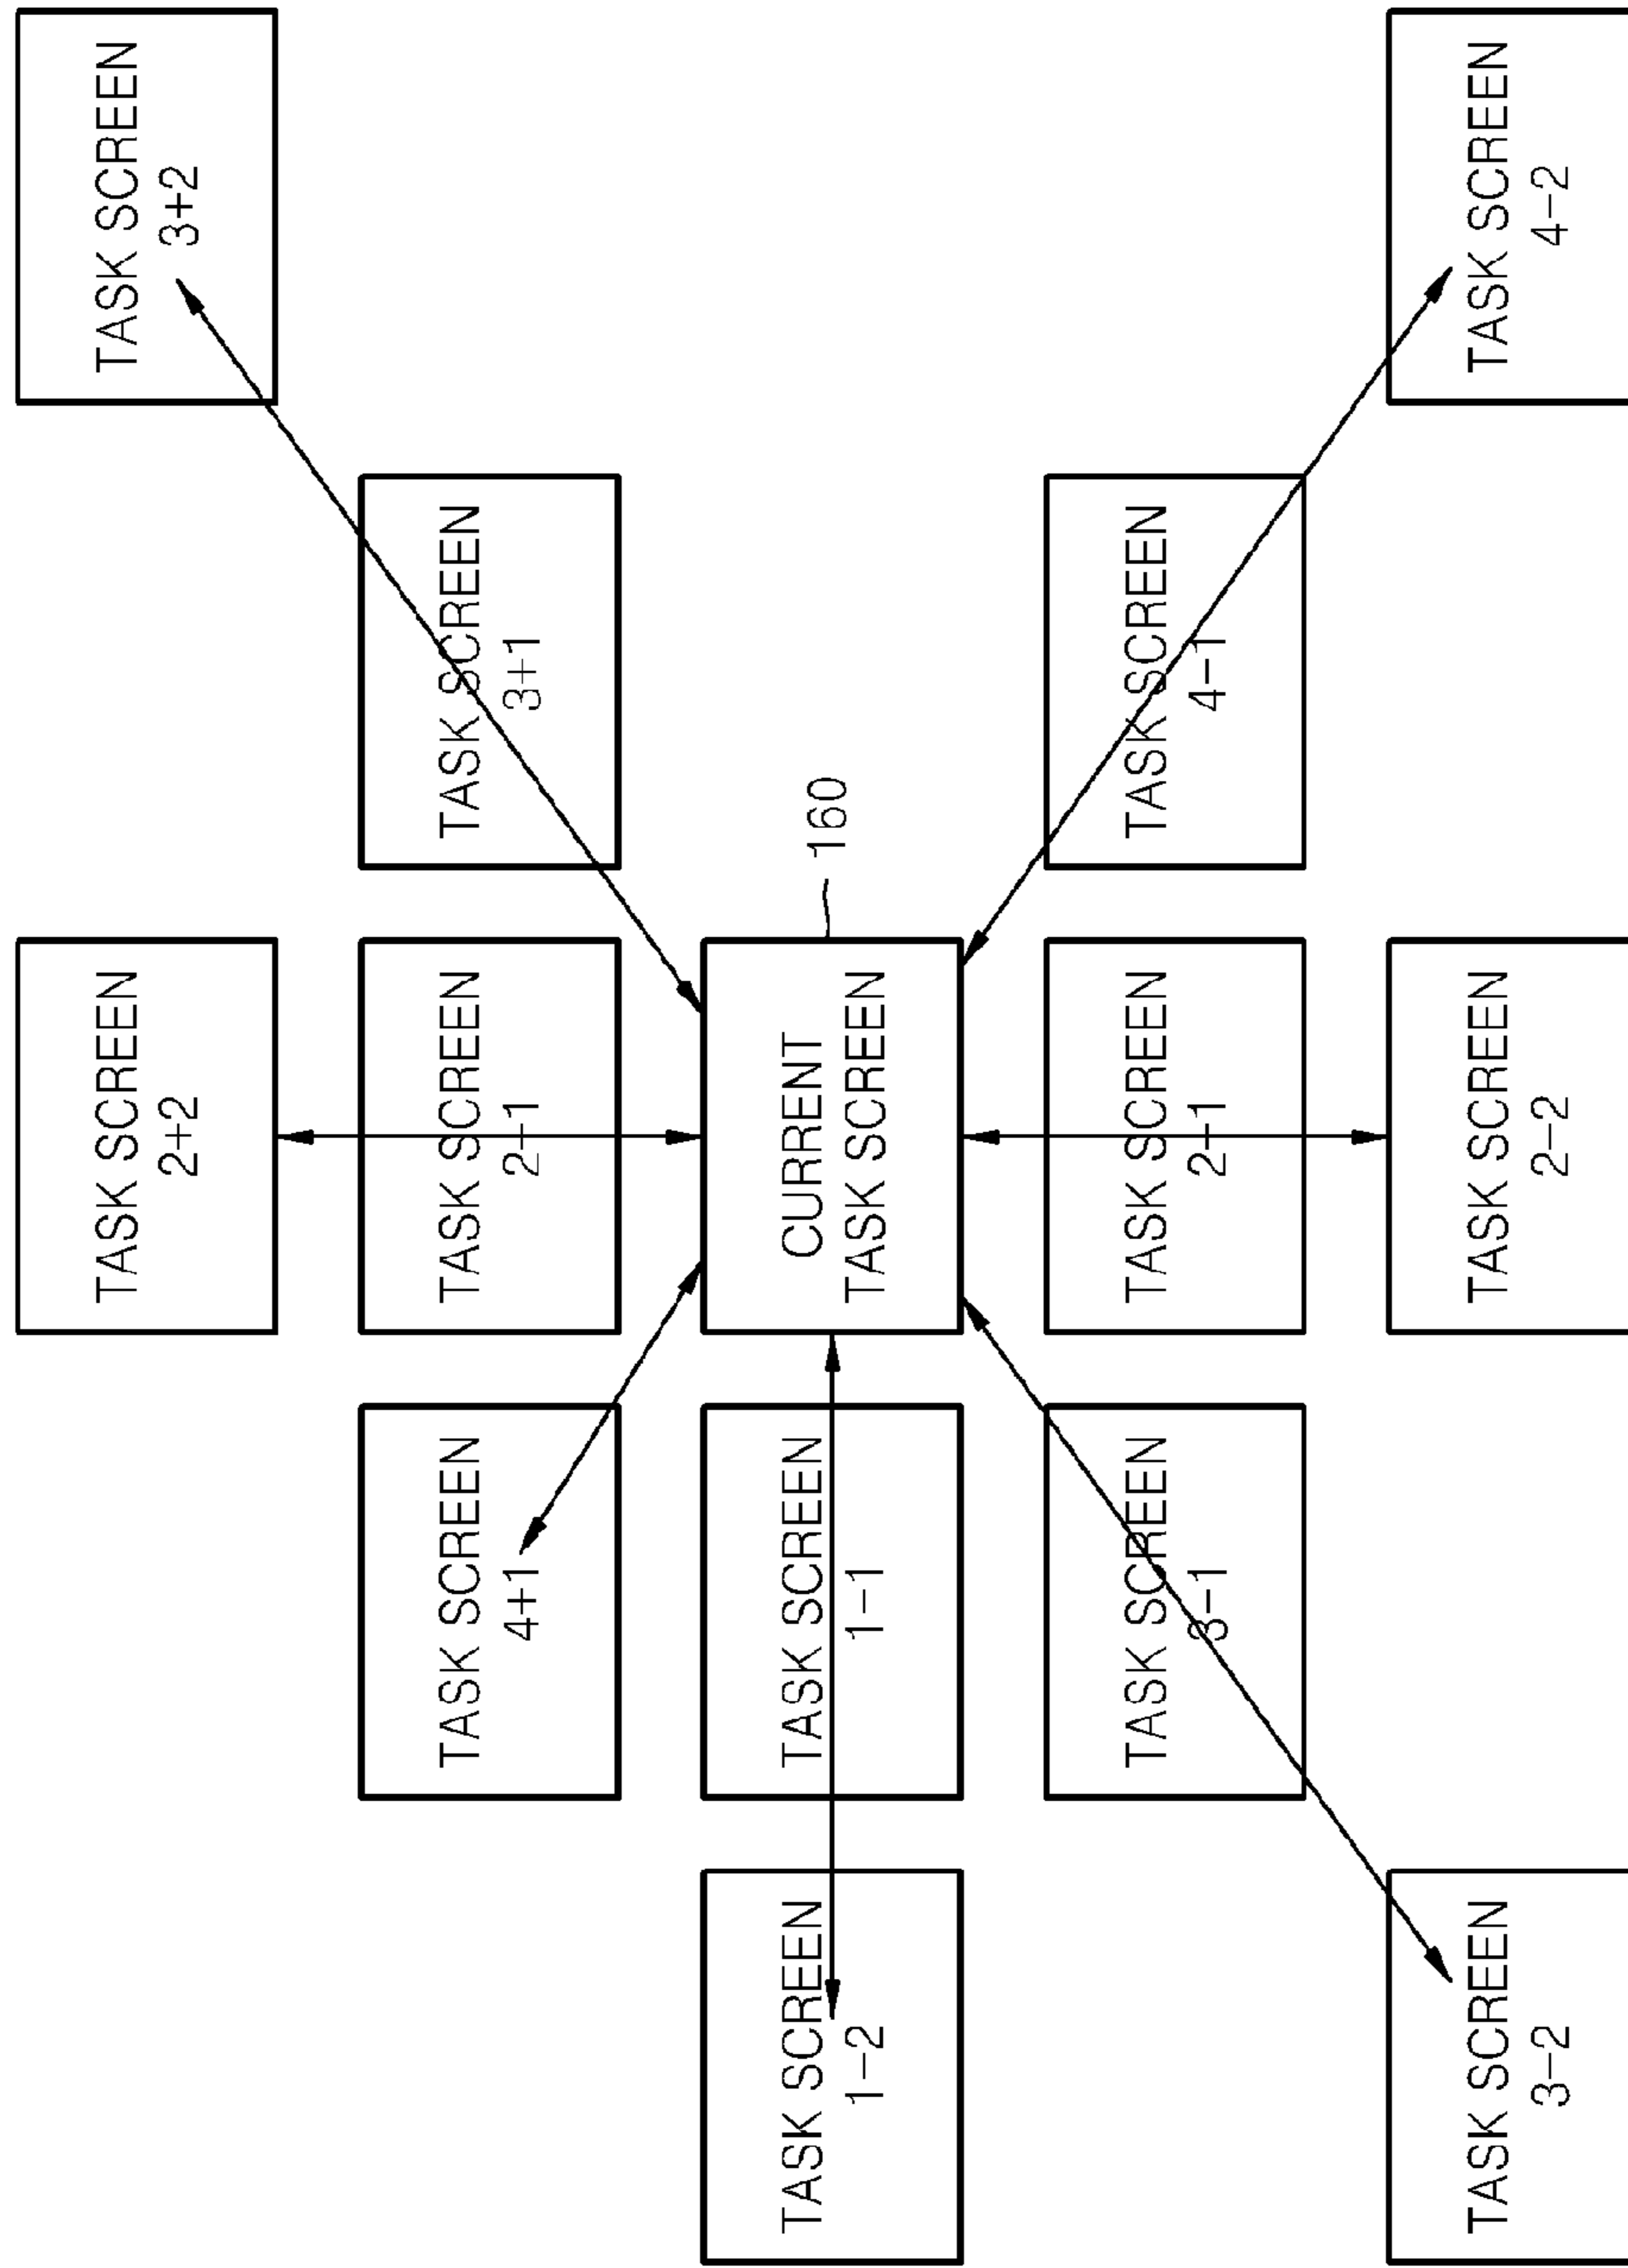 TASK SCREEN
2+2
TASK SCREEN
3+2
TASK SCREEN
4+1
TASK SCREEN
2+1
TASK SCREEN
3+1
TASK SCREEN
1-2
TASK SCREEN
1-1
CURRENT
TASK SCREEN
160
TASK SCREEN
3-1
TASK SCREEN
2-1
TASK SCREEN
4-1
TASK SCREEN
3-2
TASK SCREEN
2-2
TASK SCREEN
4-2